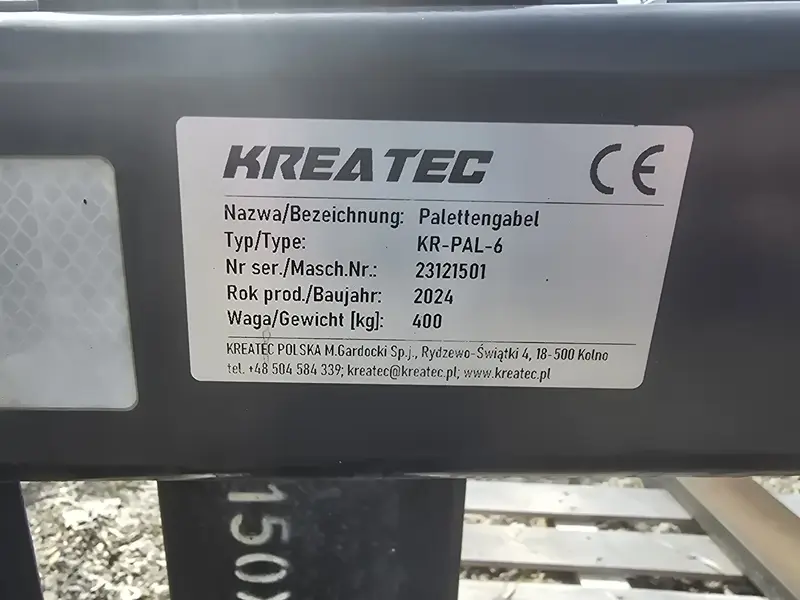 KREATEC CE
Nazwa/Bezeichnung: Palettengabel
Typ/Type: KR-PAL-6
Nr ser./Masch.Nr.: 23121501
Rok prod./Baujahr: 2024
Waga/Gewicht [kg]: 400
KREATEC POLSKA M.Gardocki Sp.j., Rydzewo-Świątki 4, 18-500 Kolno
tel. +48 504 584 339; kreatec@kreatec.pl; www.kreatec.pl
150X